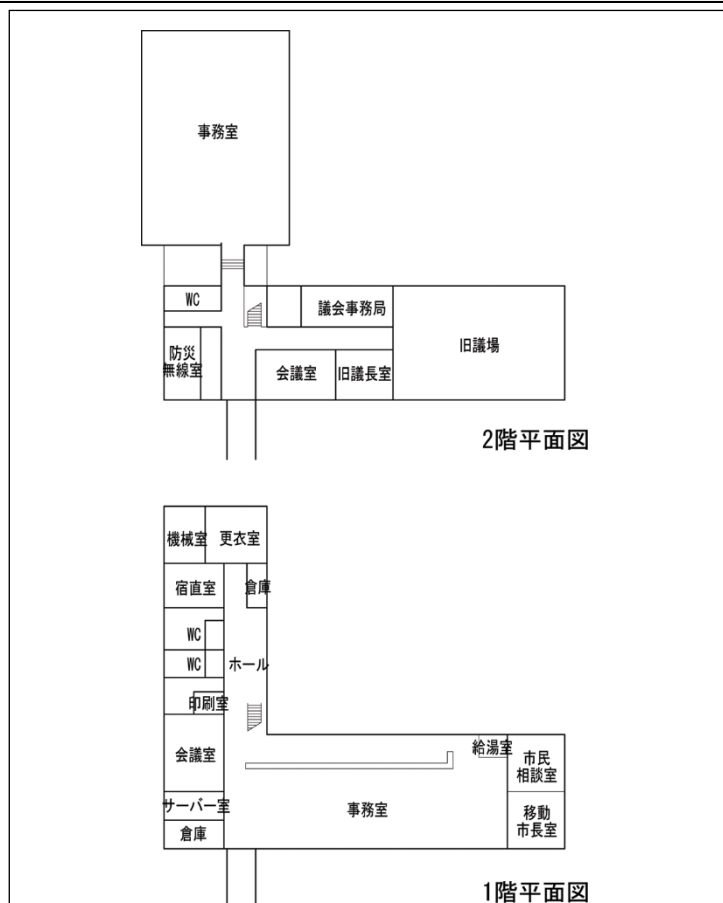 事務室
WC
議会事務局
旧議場
防災
無線室
会議室
旧議長室
2階平面図
機械室
更衣室
宿直室
倉庫
WC
WC
ホール
印刷室
会議室
給湯室
市民
相談室
サーバー室
事務室
移動
市長室
倉庫
1階平面図